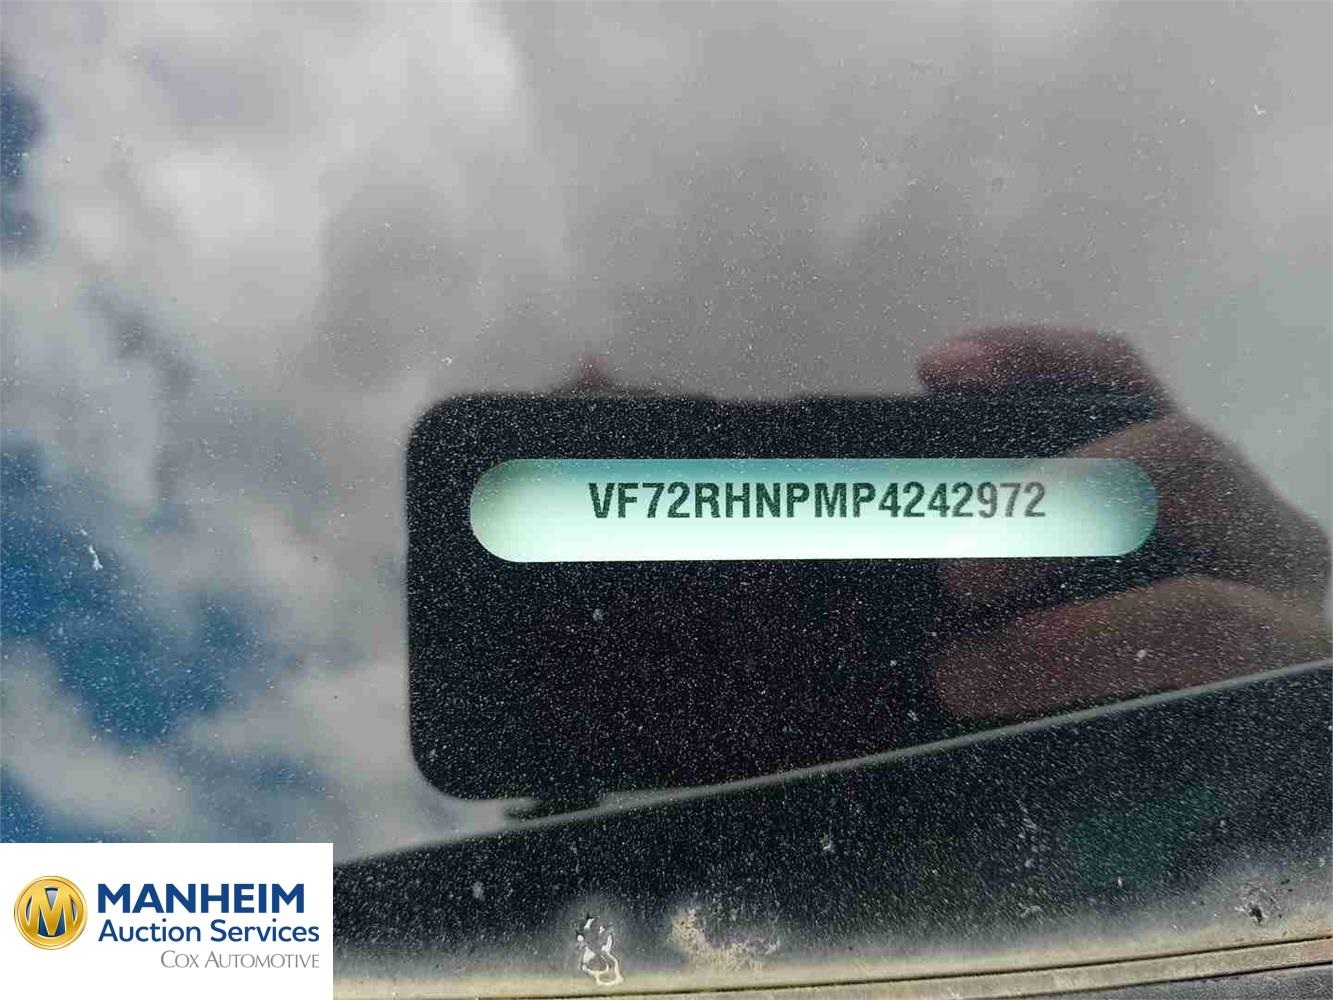 VF72RHNPMP4242972
MANHEIM
Auction Services
COX AUTOMOTIVE